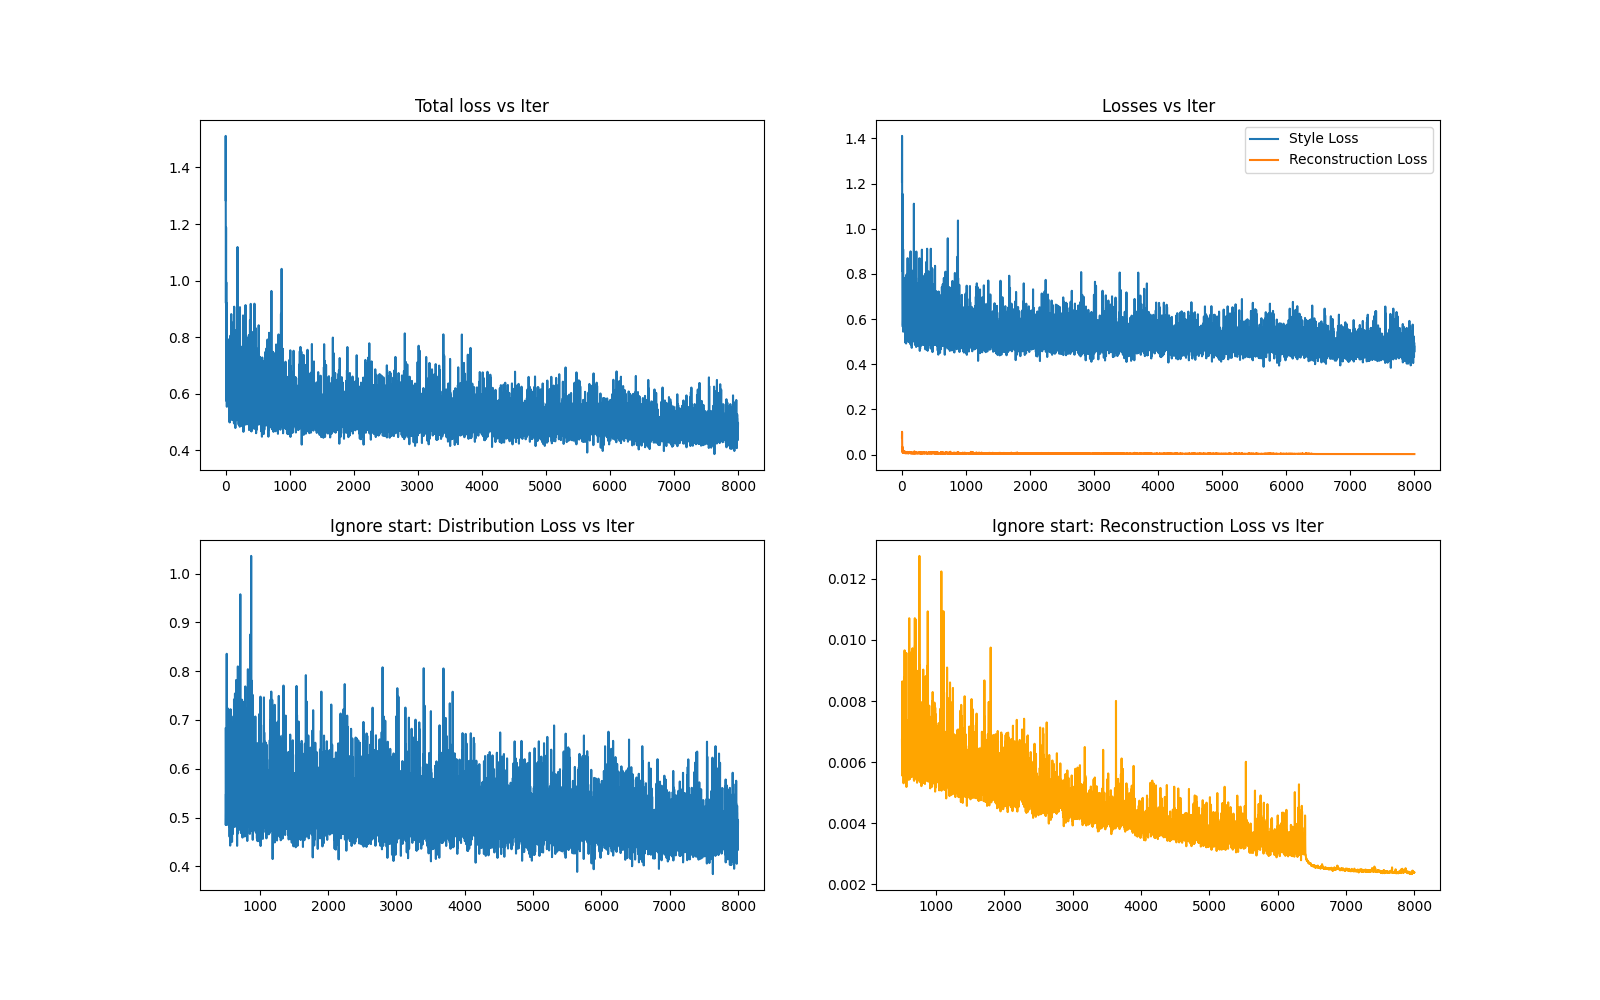 Total loss vs Iter
1.4
1.2
1.0
0.8
0.6
0.4
0 1000 2000 3000 4000 5000 6000 7000 8000
Losses vs Iter
Style Loss
Reconstruction Loss
1.4
1.2
1.0
0.8
0.6
0.4
0.2
0.0
0 1000 2000 3000 4000 5000 6000 7000 8000
Ignore start: Distribution Loss vs Iter
1.0
0.9
0.8
0.7
0.6
0.5
0.4
1000 2000 3000 4000 5000 6000 7000 8000
Ignore start: Reconstruction Loss vs Iter
0.012
0.010
0.008
0.006
0.004
0.002
1000 2000 3000 4000 5000 6000 7000 8000